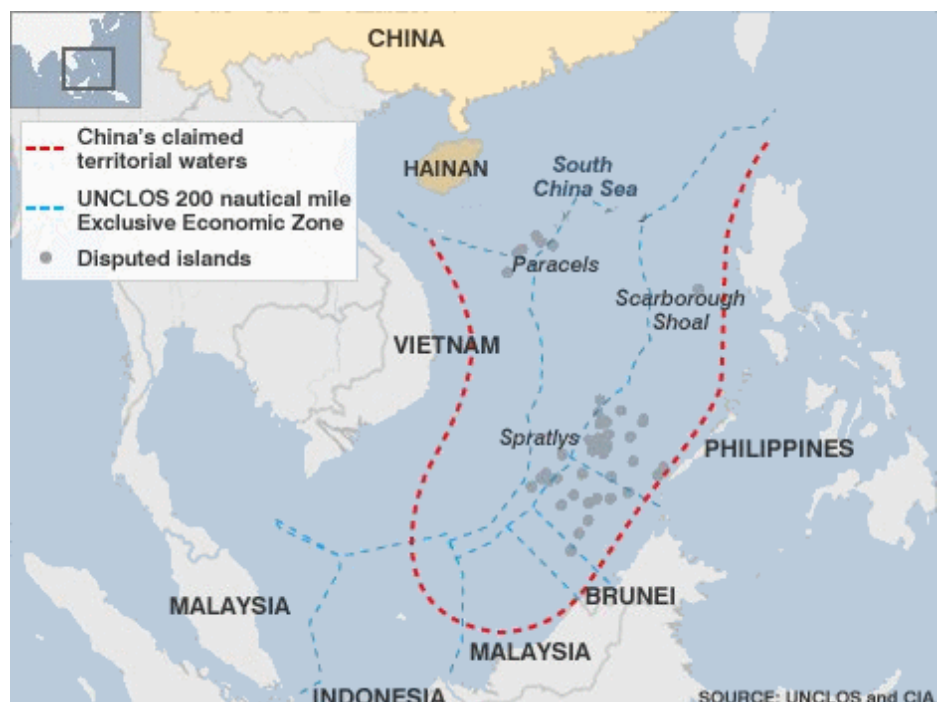 CHINA
China's claimed
territorial waters
UNCLOS 200 nautical mile
Exclusive Economic Zone
Disputed islands
HAINAN
South
China Sea
Paracels
Scarborough
Shoal
VIETNAM
Spratlys
PHILIPPINES
BRUNEI
MALAYSIA
MALAYSIA
INDONESIA
SOURCE: UNCLOS and CIA